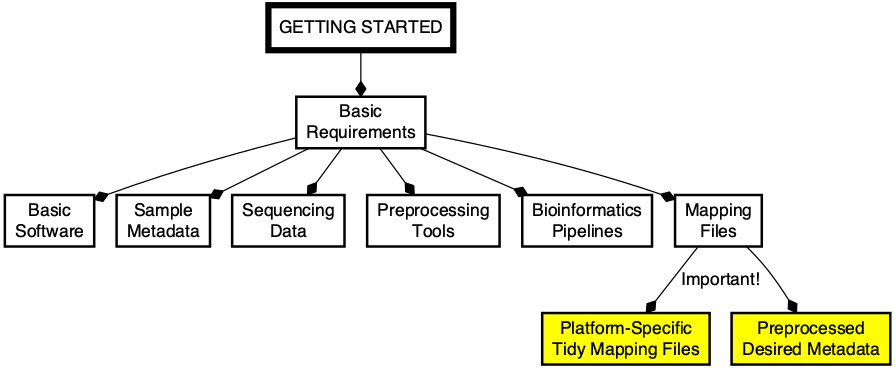 GETTING STARTED
Basic
Requirements
Basic
Software
Sample
Metadata
Sequencing
Data
Preprocessing
Tools
Bioinformatics
Pipelines
Mapping
Files
Important!
Platform-Specific
Tidy Mapping Files
Preprocessed
Desired Metadata